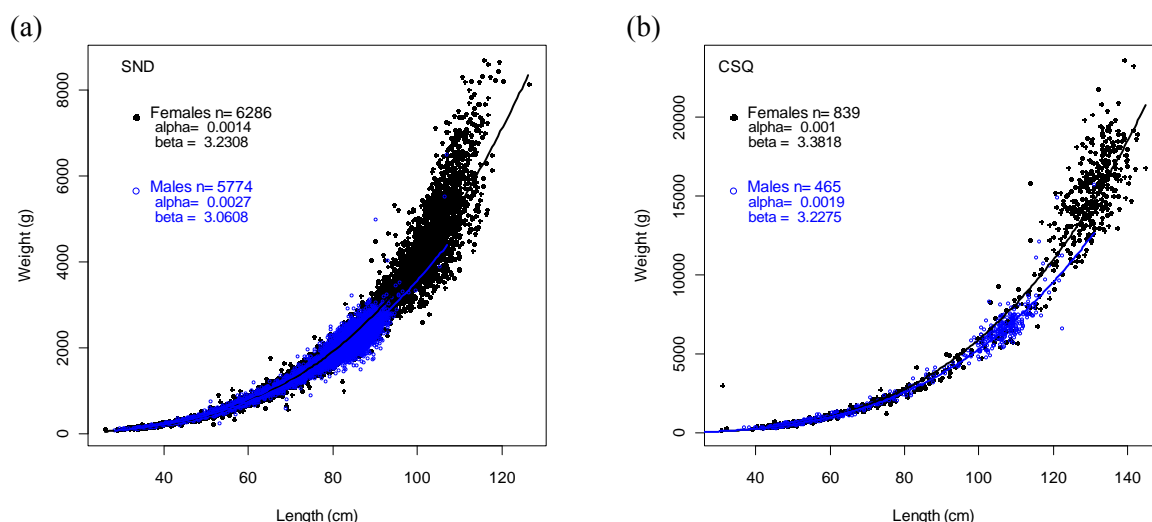 (a)
SND
Females n= 6286
alpha= 0.0014
beta = 3.2308
Males n= 5774
alpha= 0.0027
beta = 3.0608
Weight (g)
0
2000
4000
6000
8000
40
60
80
100
120
Length (cm)
(b)
CSQ
Females n= 839
alpha= 0.001
beta = 3.3818
Males n= 465
alpha= 0.0019
beta = 3.2275
Weight (g)
0
5000
10000
15000
20000
40
60
80
100
120
140
Length (cm)